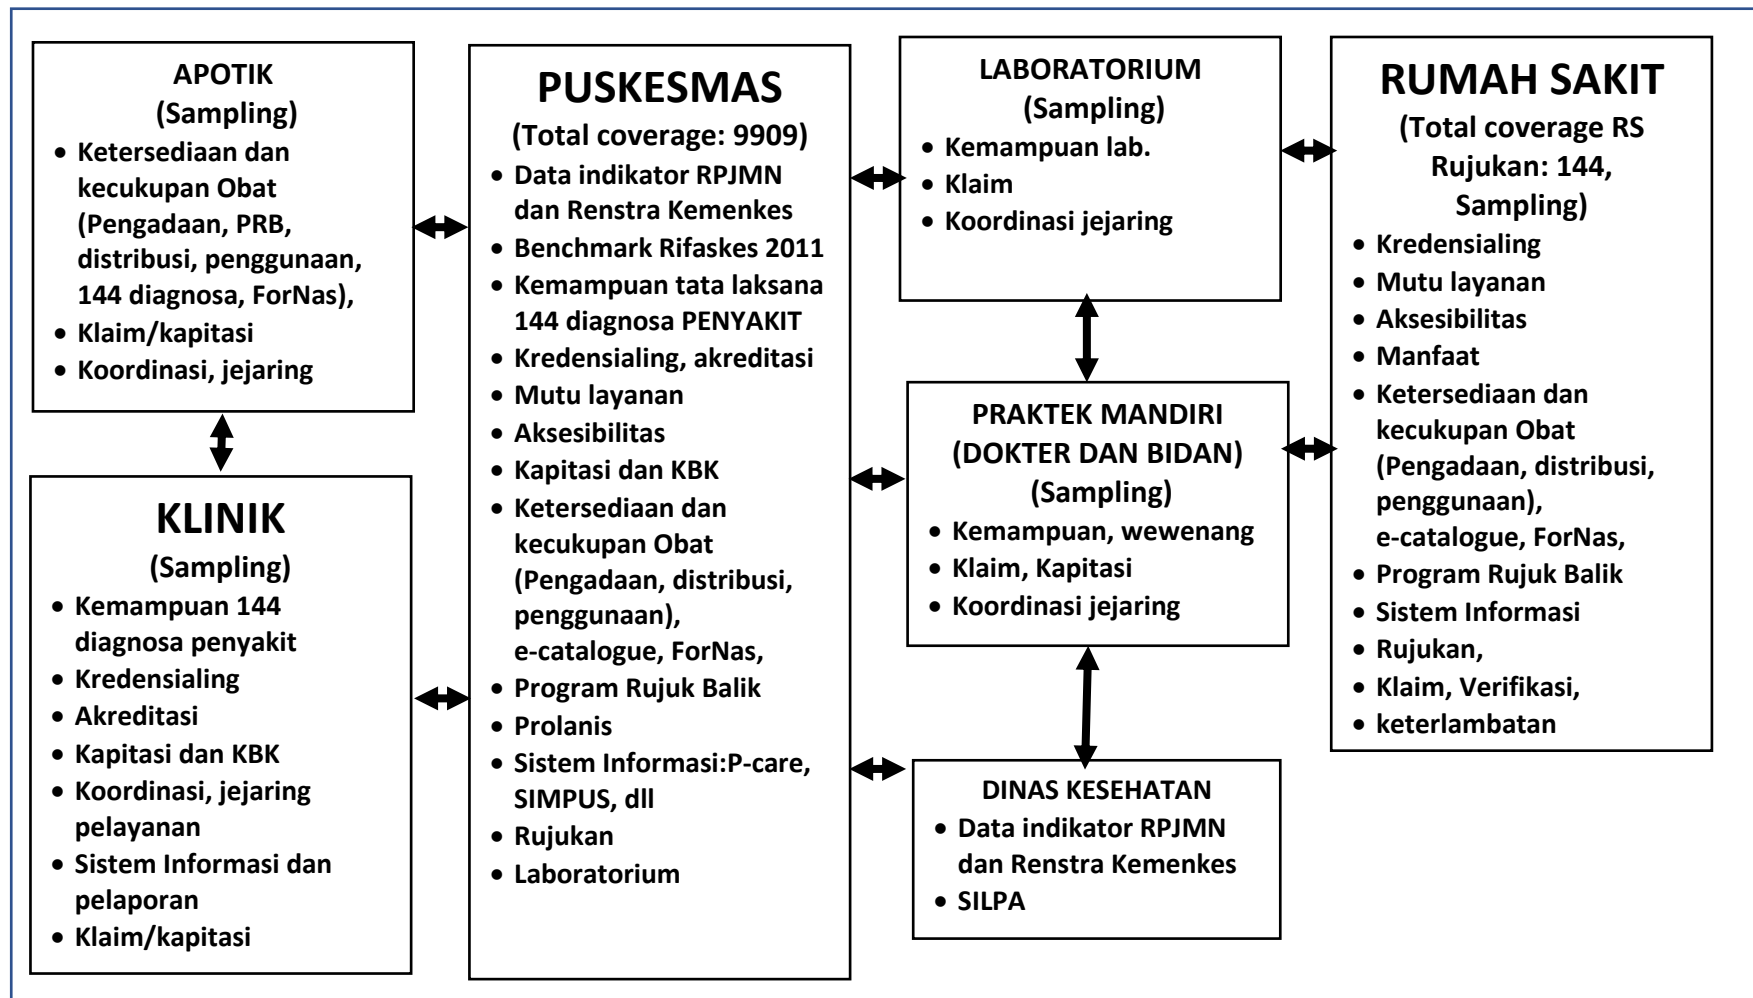 APOTIK
(Sampling)
• Ketersediaan dan
kecukupan Obat
(Pengadaan, PRB,
distribusi, penggunaan,
144 diagnosa, ForNas),
• Klaim/kapitasi
• Koordinasi, jejaring
KLINIK
(Sampling)
• Kemampuan 144
diagnosa penyakit
• Kredensialing
• Akreditasi
• Kapitasi dan KBK
• Koordinasi, jejaring
pelayanan
• Sistem Informasi dan
pelaporan
• Klaim/kapitasi
PUSKESMAS
(Total coverage: 9909)
• Data indikator RPJMN
dan Renstra Kemenkes
• Benchmark Rifaskes 2011
• Kemampuan tata laksana
144 diagnosa PENYAKIT
• Kredensialing, akreditasi
• Mutu layanan
• Aksesibilitas
• Kapitasi dan KBK
• Ketersediaan dan
kecukupan Obat
(Pengadaan, distribusi,
penggunaan),
e-catalogue, ForNas,
• Program Rujuk Balik
• Prolanis
• Sistem Informasi:P-care,
SIMPUS, dll
• Rujukan
• Laboratorium
LABORATORIUM
(Sampling)
• Kemampuan lab.
• Klaim
• Koordinasi jejaring
PRAKTEK MANDIRI
(DOKTER DAN BIDAN)
(Sampling)
• Kemampuan, wewenang
• Klaim, Kapitasi
• Koordinasi jejaring
DINAS KESEHATAN
• Data indikator RPJMN
dan Renstra Kemenkes
• SILPA
RUMAH SAKIT
(Total coverage RS
Rujukan: 144,
Sampling)
• Kredensialing
• Mutu layanan
• Aksesibilitas
• Manfaat
• Ketersediaan dan
kecukupan Obat
(Pengadaan, distribusi,
penggunaan),
e-catalogue, ForNas,
• Program Rujuk Balik
• Sistem Informasi
• Rujukan,
• Klaim, Verifikasi,
• keterlambatan